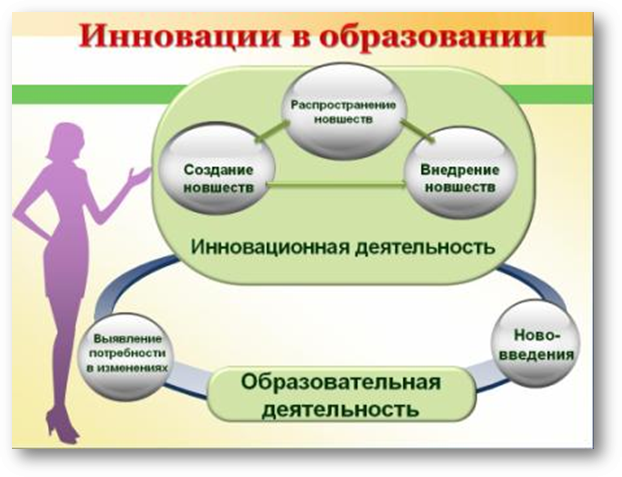 Инновации в образовании
Распространение
новшеств
Создание
новшеств
Внедрение
новшеств
Инновационная деятельность
Выявление
потребности
в изменениях
Ново-
введения
Образовательная
деятельность